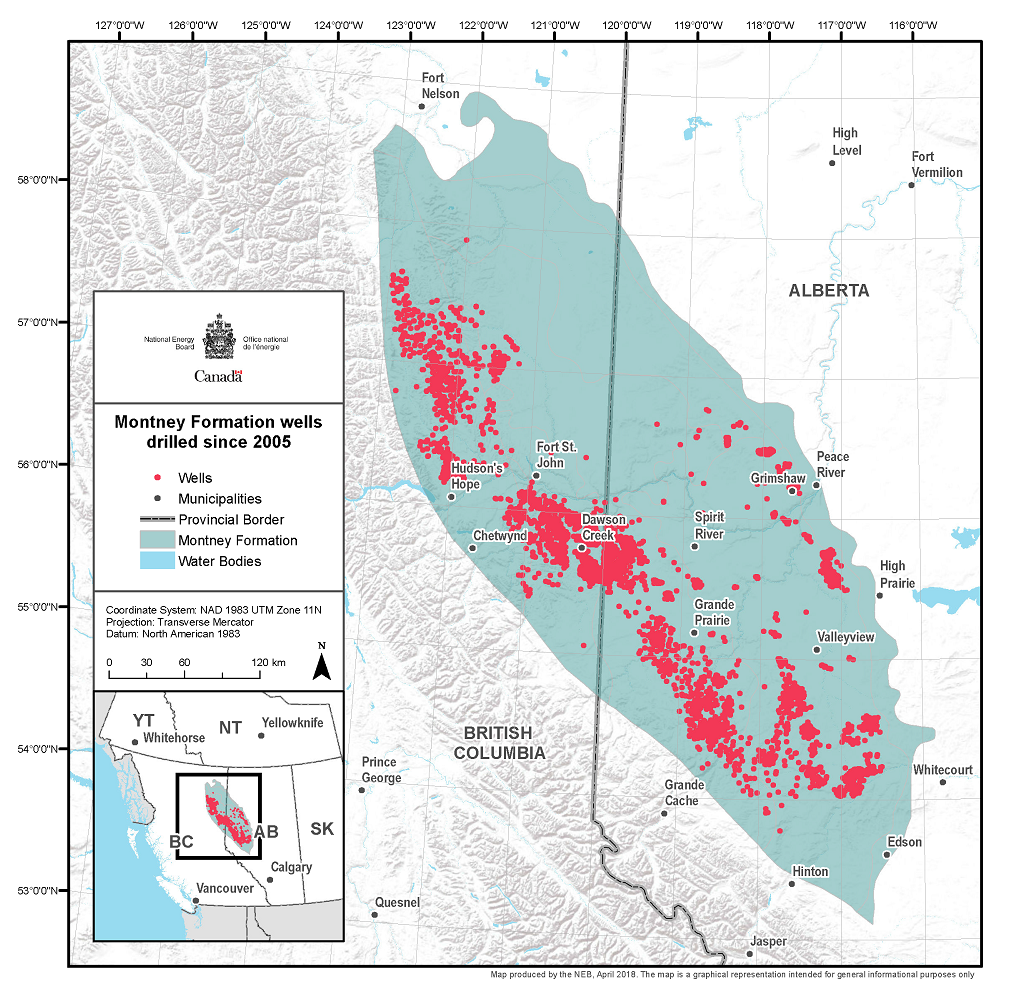 127°0'0"W 126°0'0"W 125°0'0"W 124°0'0"W 123°0'0"W 122°0'0"W 121°0'0"W 120°0'0"W 119°0'0"W 118°0'0"W 117°0'0"W 116°0'0"W
58°0'0"N
57°0'0"N
56°0'0"N
55°0'0"N
54°0'0"N
53°0'0"N
Fort
Nelson
High
Level
Fort
Vermilion
ALBERTA
Fort St.
John
Hudson's
Hope
Peace
River
Grimshaw
Chetwynd
Dawson
Creek
Spirit
River
High
Prairie
Grande
Prairie
Valleyview
BRITISH
COLUMBIA
Prince
George
Grande
Cache
Whitecourt
Edson
Hinton
Quesnel
Jasper
National Energy
Board
Office national
de l'énergie
Canada
Montney Formation wells
drilled since 2005
Wells
Municipalities
Provincial Border
Montney Formation
Water Bodies
Coordinate System: NAD 1983 UTM Zone 11N
Projection: Transverse Mercator
Datum: North American 1983
N
0 30 60 120 km
YT
NT
Yellowknife
Whitehorse
BC
AB
SK
Calgary
Vancouver
Map produced by the NEB, April 2018. The map is a graphical representation intended for general informational purposes only